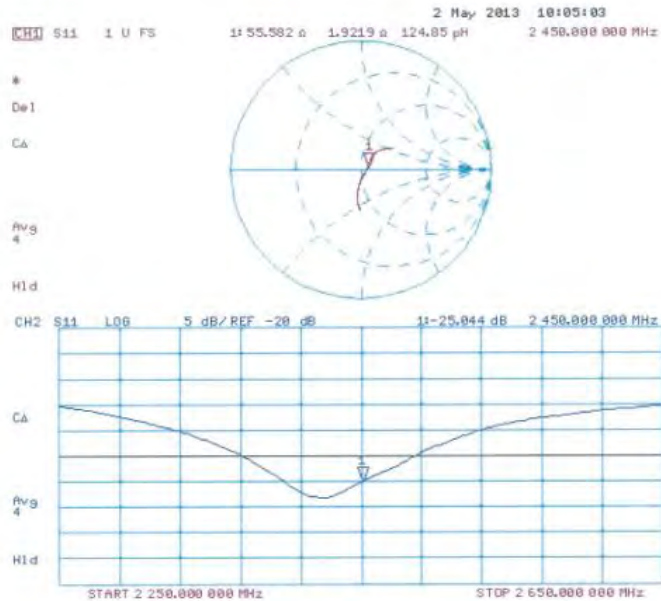 2 May 2013 10:05:03
CH1 S11 1 U FS 1: 55.582 Ω 1.9219 Ω 124.85 pH 2 450.000 000 MHz
*
Del
CΔ
1
Avg
4
Hld
CH2 S11 LOG 5 dB/REF -20 dB 1:-25.044 dB 2 450.000 000 MHz
CΔ
1
Avg
4
Hld
START 2 250.000 000 MHz STOP 2 650.000 000 MHz